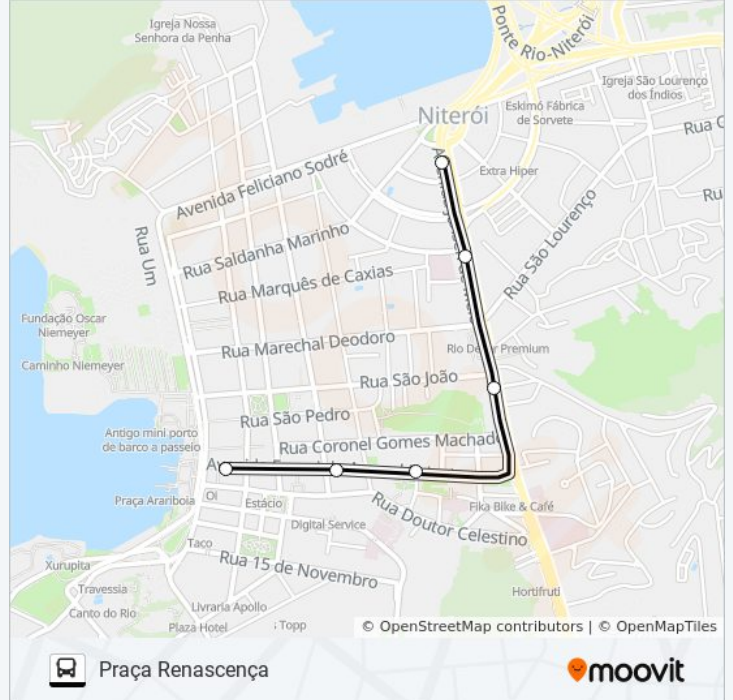 Igreja Nossa
Senhora da Penha
Ponte Rio-Niterói
Igreja São Lourenço
dos Índios
Niterói
Eskimó Fábrica
de Sorvete
Rua C
Avenida Feliciano Sodré
Extra Hiper
Ru
Rua Um
Rua Saldanha Marinho
Rua São Lourenço
Rua Marquês de Caxias
Fundação Oscar
Niemeyer
Rua Marechal Deodoro
Rio Decor Premium
Caminho Niemeyer
Rua São João
Rua São Pedro
Antigo mini porto
de barco a passeio
Rua Coronel Gomes Machado
Praça Arariboia
Oi
Estácio
Rua Doutor Celestino
Fika Bike & Café
Digital Service
Taco
Xurupita
Rua 15 de Novembro
Travessia
Hortifruti
Canto do Rio
Livraria Apollo
Plaza Hotel
Topp
© OpenStreetMap contributors | © OpenMapTiles
Praça Renascença
moovit